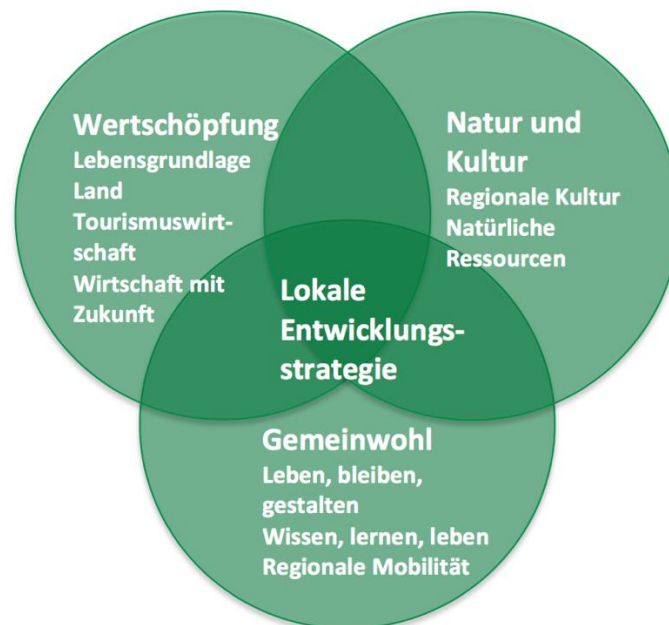 Wertschöpfung
Lebensgrundlage
Land
Tourismuswirt-
schaft
Wirtschaft mit
Zukunft
Natur und
Kultur
Regionale Kultur
Natürliche
Ressourcen
Lokale
Entwicklungs-
strategie
Gemeinwohl
Leben, bleiben,
gestalten
Wissen, lernen, leben
Regionale Mobilität